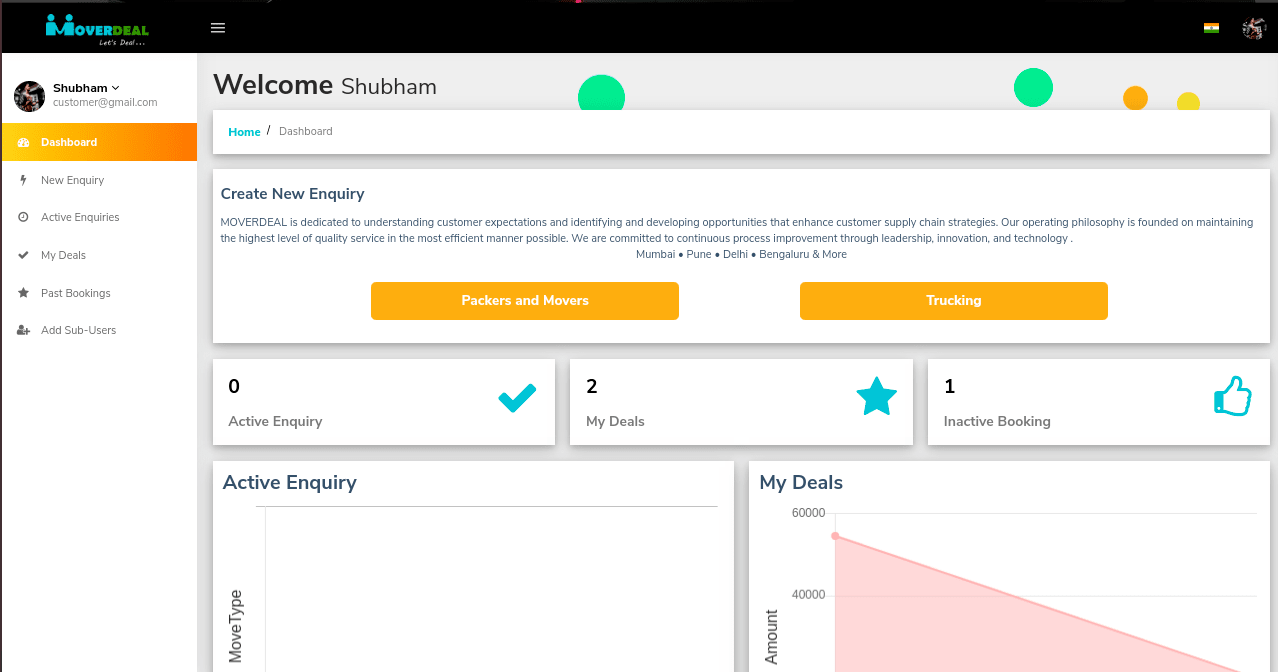 MOVERDEAL
Let's Deal...
Shubham
customer@gmail.com
Dashboard
New Enquiry
Active Enquiries
My Deals
Past Bookings
Add Sub-Users
Welcome Shubham
Home / Dashboard
Create New Enquiry
MOVERDEAL is dedicated to understanding customer expectations and identifying and developing opportunities that enhance customer supply chain strategies. Our operating philosophy is founded on maintaining
the highest level of quality service in the most efficient manner possible. We are committed to continuous process improvement through leadership, innovation, and technology .
Mumbai • Pune • Delhi • Bengaluru & More
Packers and Movers
Trucking
0
Active Enquiry
2
My Deals
1
Inactive Booking
Active Enquiry
MoveType
My Deals
60000
40000
Amount